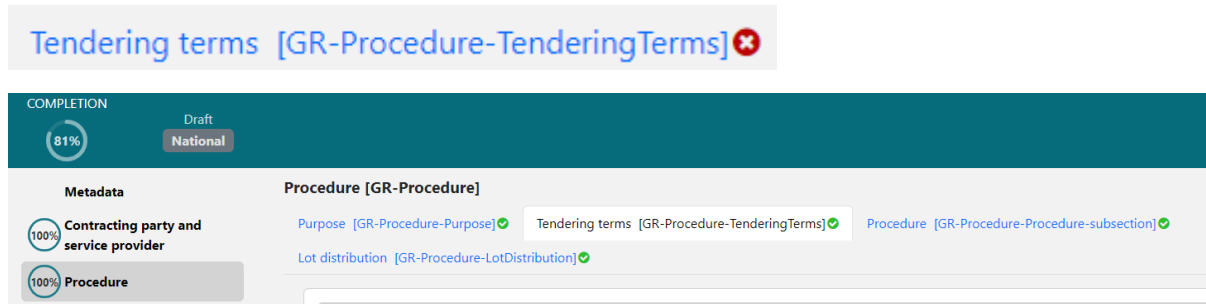 Tendering terms [GR-Procedure-TenderingTerms]
COMPLETION
81%
Draft
National
Metadata
100% Contracting party and
service provider
100% Procedure
Procedure [GR-Procedure]
Purpose [GR-Procedure-Purpose] Tendering terms [GR-Procedure-TenderingTerms] Procedure [GR-Procedure-Procedure-subsection]
Lot distribution [GR-Procedure-LotDistribution]